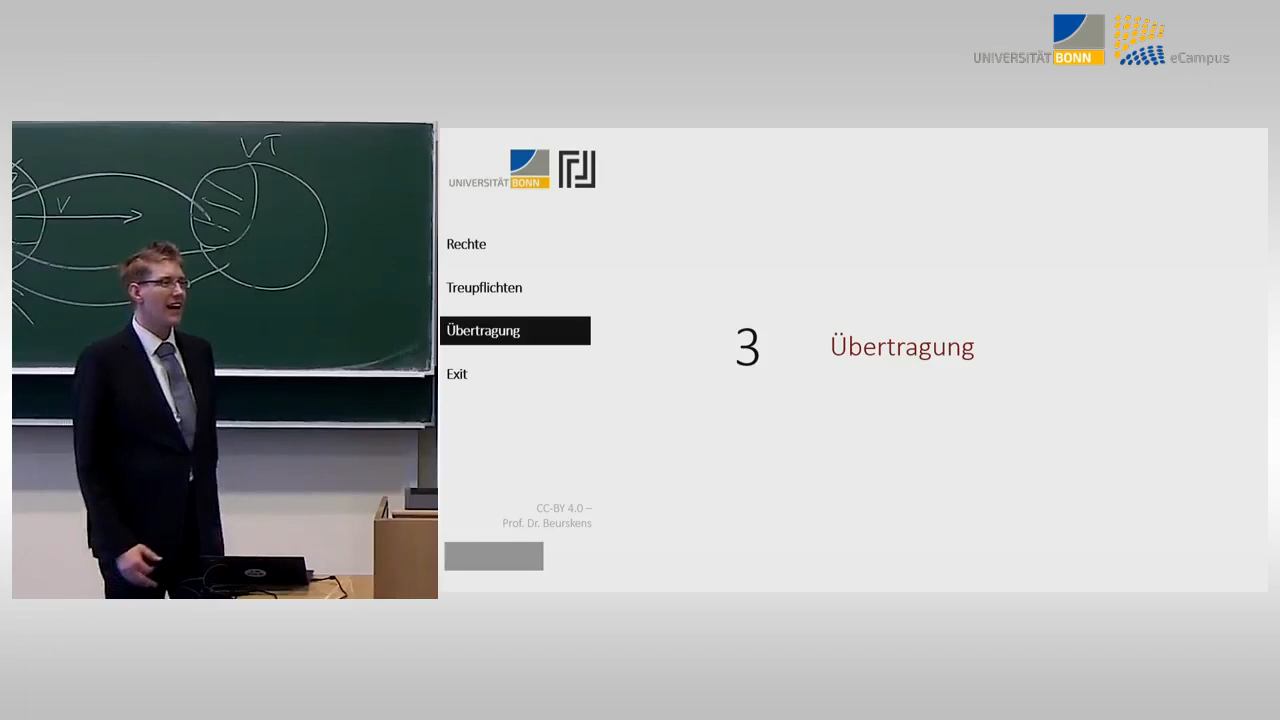 UNIVERSITÄT BONN eCampus
VT
V
UNIVERSITÄT BONN
Rechte
Treupflichten
Übertragung
Exit
3 Übertragung
CC-BY 4.0 –
Prof. Dr. Beurskens